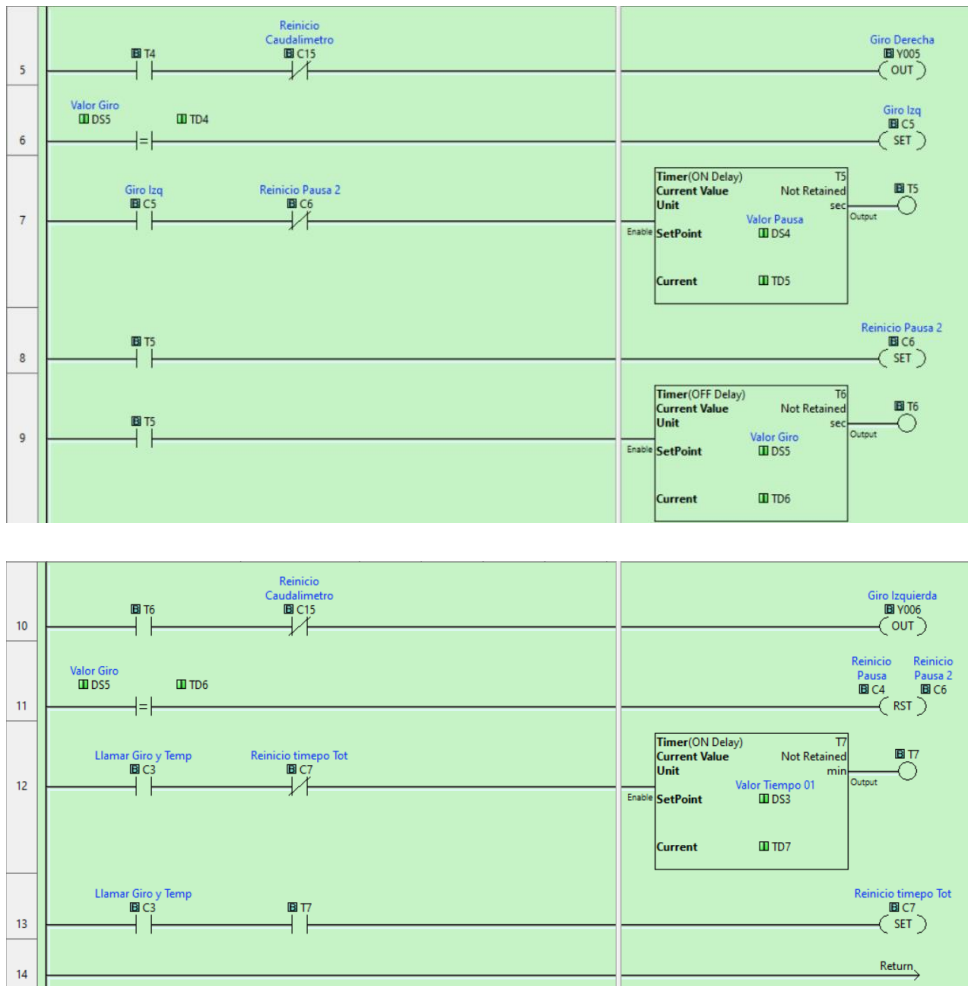 Reinicio
Caudalimetro
Giro Derecha
T4
C15
Y005
5
OUT
Valor Giro
DS5
TD4
Giro Izq
C5
6
=
SET
Timer(ON Delay) T5
Current Value Not Retained
Unit sec
Giro Izq
C5
Reinicio Pausa 2
C6
T5
7
Output
Valor Pausa
Enable SetPoint DS4
Current TD5
Reinicio Pausa 2
T5
C6
8
SET
Timer(OFF Delay) T6
Current Value Not Retained
Unit sec
T5
T6
9
Output
Valor Giro
Enable SetPoint DS5
Current TD6
Reinicio
Caudalimetro
Giro Izquierda
T6
C15
Y006
10
OUT
Valor Giro
DS5
TD6
Reinicio
Pausa
C4
Reinicio
Pausa 2
C6
11
=
RST
Timer(ON Delay) T7
Current Value Not Retained
Unit min
Llamar Giro y Temp
C3
Reinicio timepo Tot
C7
T7
12
Output
Valor Tiempo 01
Enable SetPoint DS3
Current TD7
Llamar Giro y Temp
C3
T7
Reinicio timepo Tot
C7
13
SET
14
Return